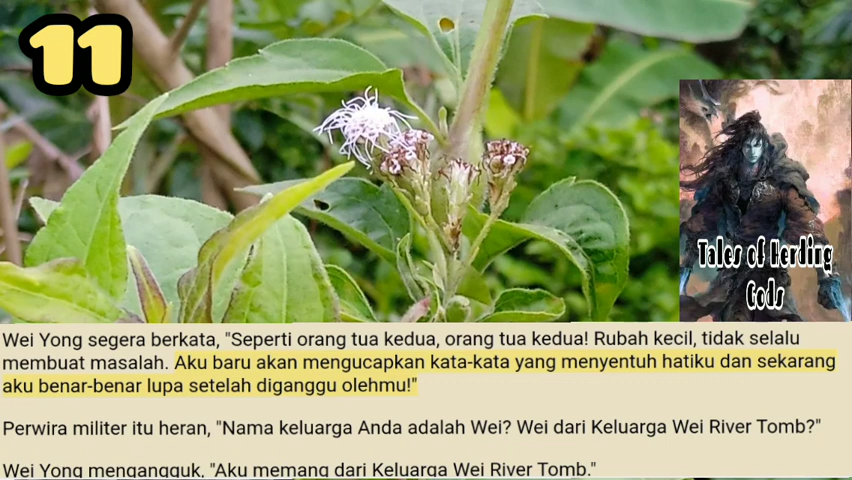 11
Tales of Herding
Gods
Wei Yong segera berkata, "Seperti orang tua kedua, orang tua kedua! Rubah kecil, tidak selalu
membuat masalah. Aku baru akan mengucapkan kata-kata yang menyentuh hatiku dan sekarang
aku benar-benar lupa setelah diganggu olehmu!"
Perwira militer itu heran, "Nama keluarga Anda adalah Wei? Wei dari Keluarga Wei River Tomb?"
Wei Yong mengangguk, "Aku memang dari Keluarga Wei River Tomb."